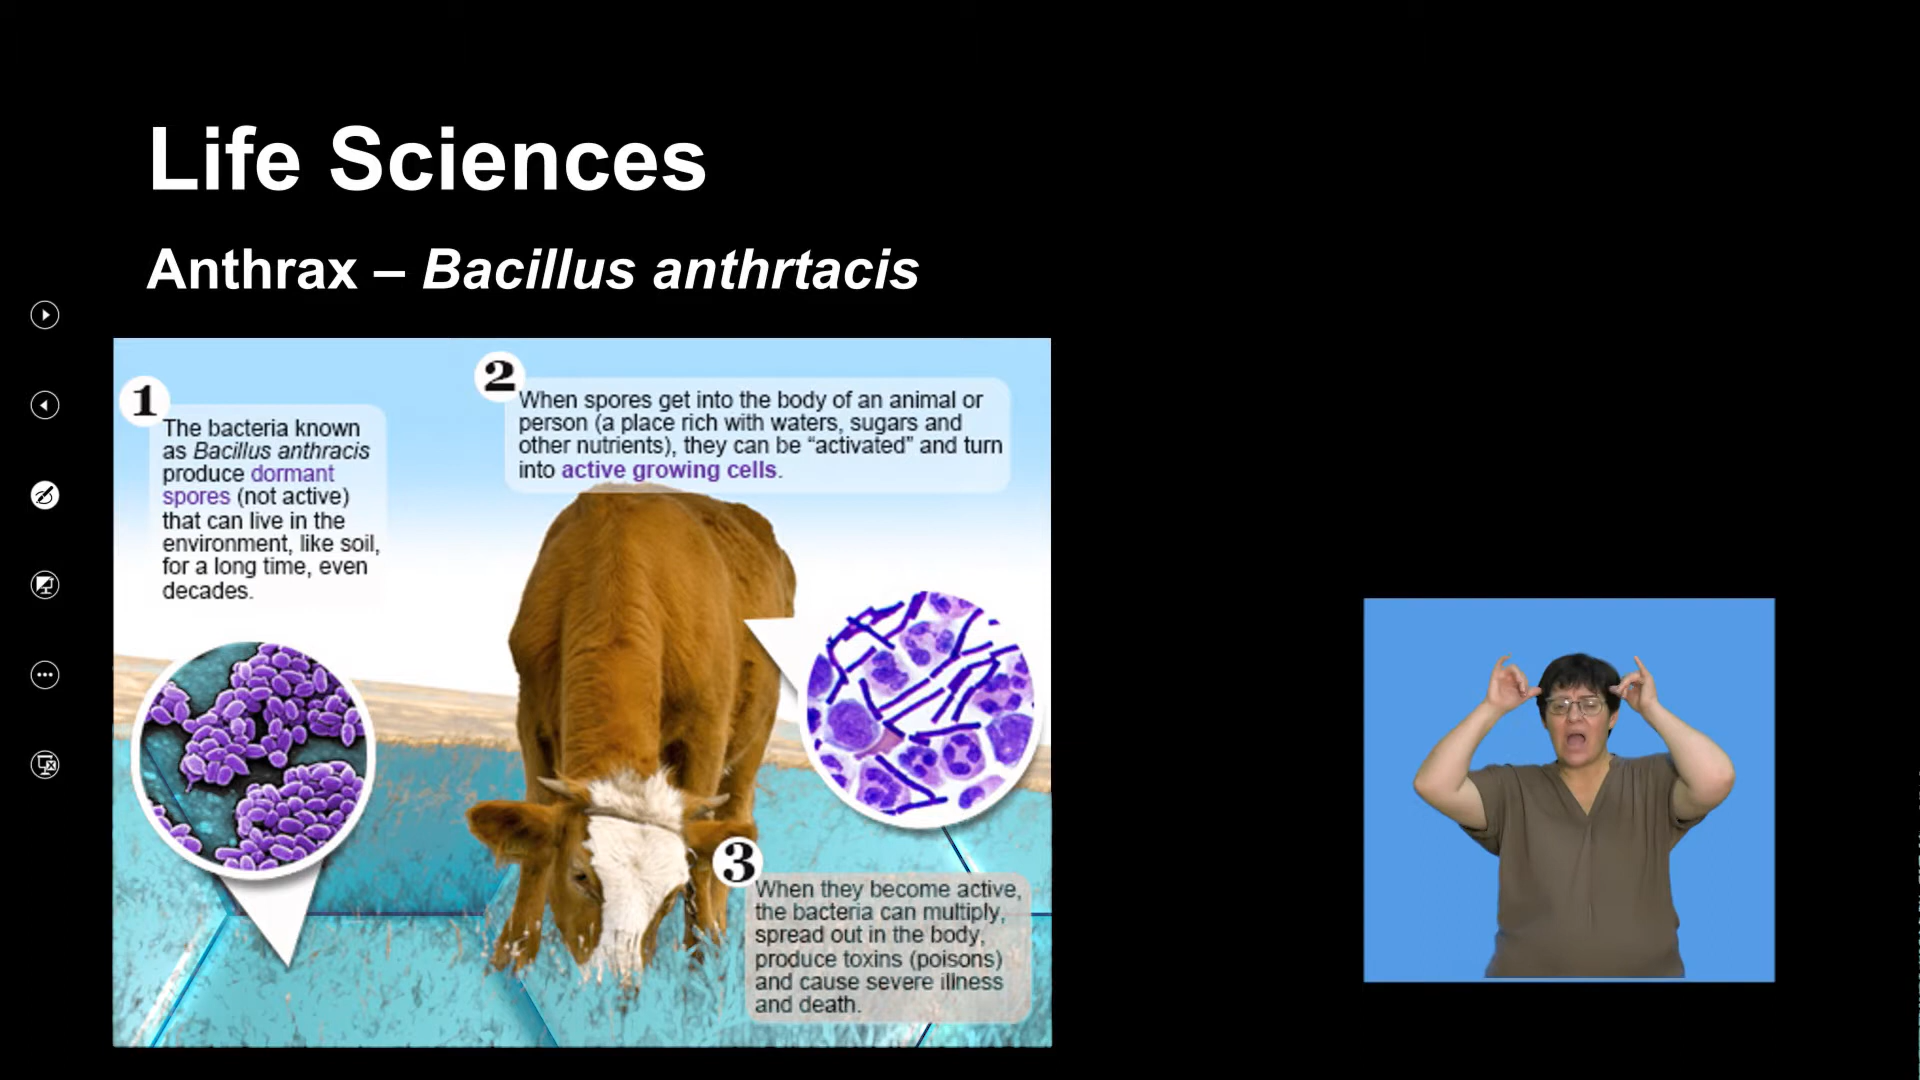 Life Sciences
Anthrax – Bacillus anthrtacis
1
The bacteria known
as Bacillus anthracis
produce dormant
spores (not active)
that can live in the
environment, like soil,
for a long time, even
decades.
2
When spores get into the body of an animal or
person (a place rich with waters, sugars and
other nutrients), they can be “activated” and turn
into active growing cells.
3
When they become active,
the bacteria can multiply,
spread out in the body,
produce toxins (poisons)
and cause severe illness
and death.